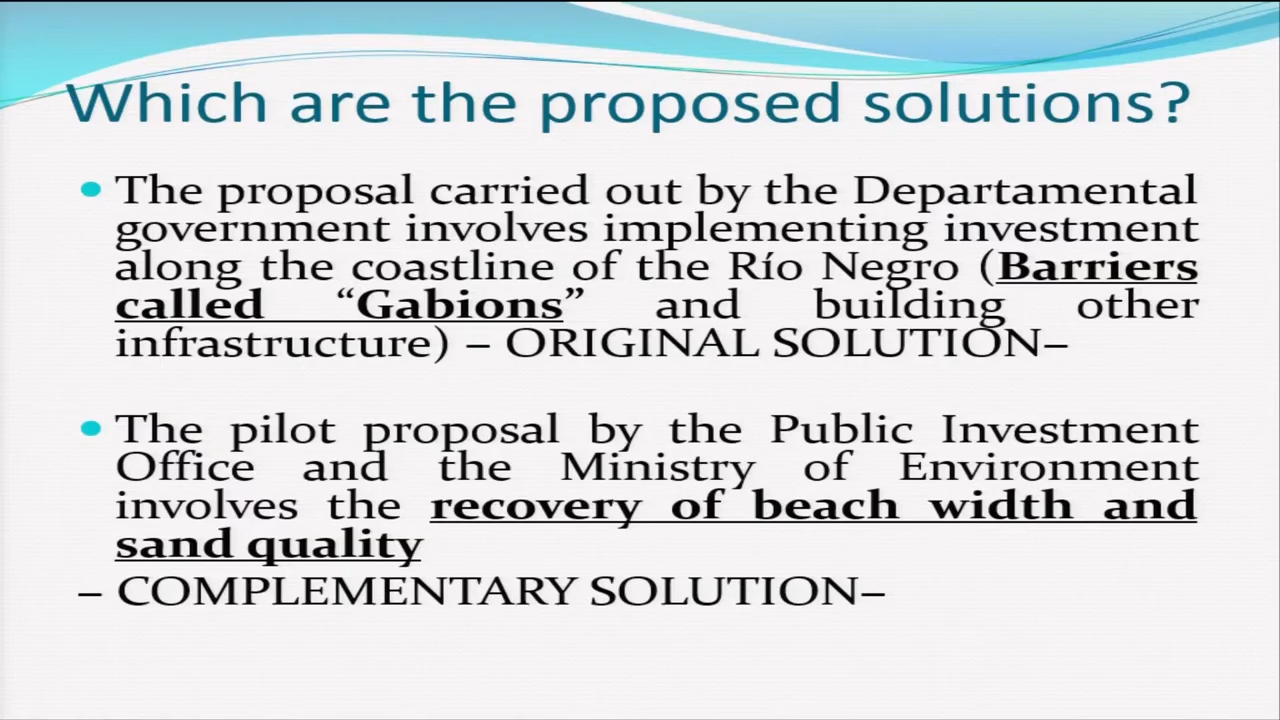 Which are the proposed solutions?
• The proposal carried out by the Departamental
government involves implementing investment
along the coastline of the Río Negro (Barriers
called “Gabions” and building other
infrastructure) – ORIGINAL SOLUTION–
• The pilot proposal by the Public Investment
Office and the Ministry of Environment
involves the recovery of beach width and
sand quality
– COMPLEMENTARY SOLUTION–